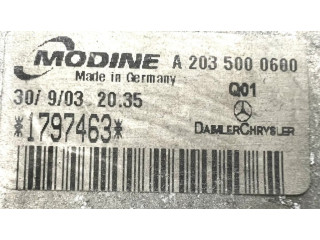 MODINE A 203 500 0600
Made in Germany
30/ 9/03 20:35 Q01
*1797463* DAIMLERCHRYSLER